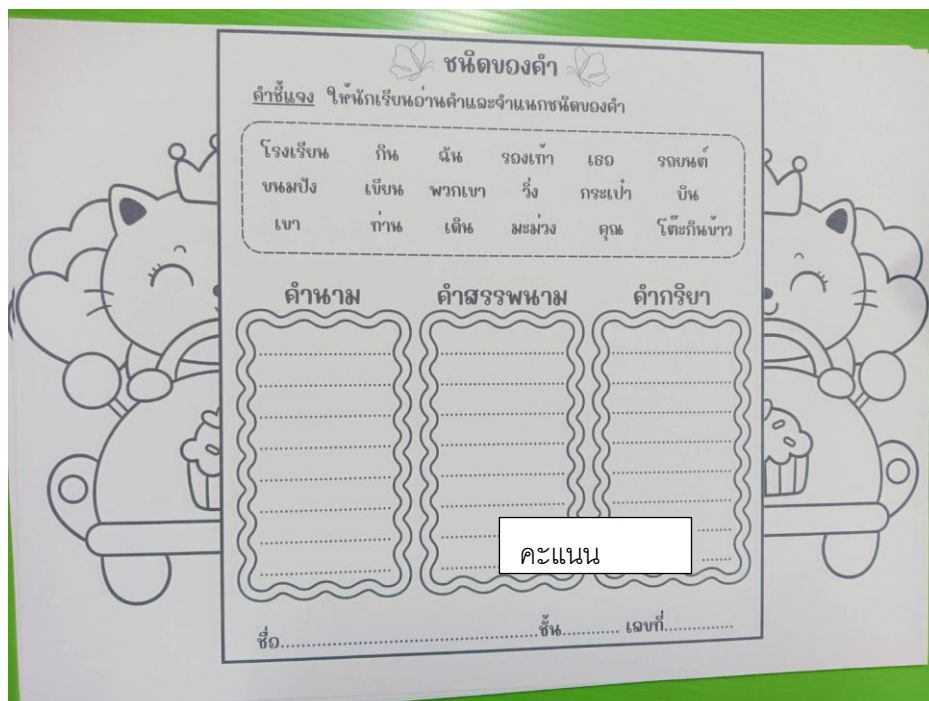 ชนิดของคำ
คำชี้แจง ให้นักเรียนอ่านคำและจำแนกชนิดของคำ
โรงเรียน กิน ฉัน รองเท้า เธอ รถยนต์
ขนมปัง เขียน พวกเขา วิ่ง กระเป๋า บิน
เขา ท่าน เดิน มะม่วง คุณ โต๊ะกินข้าว
คำนาม คำสรรพนาม คำกริยา
คะแนน
ชื่อ.......................................................ชั้น............ เลขที่...............